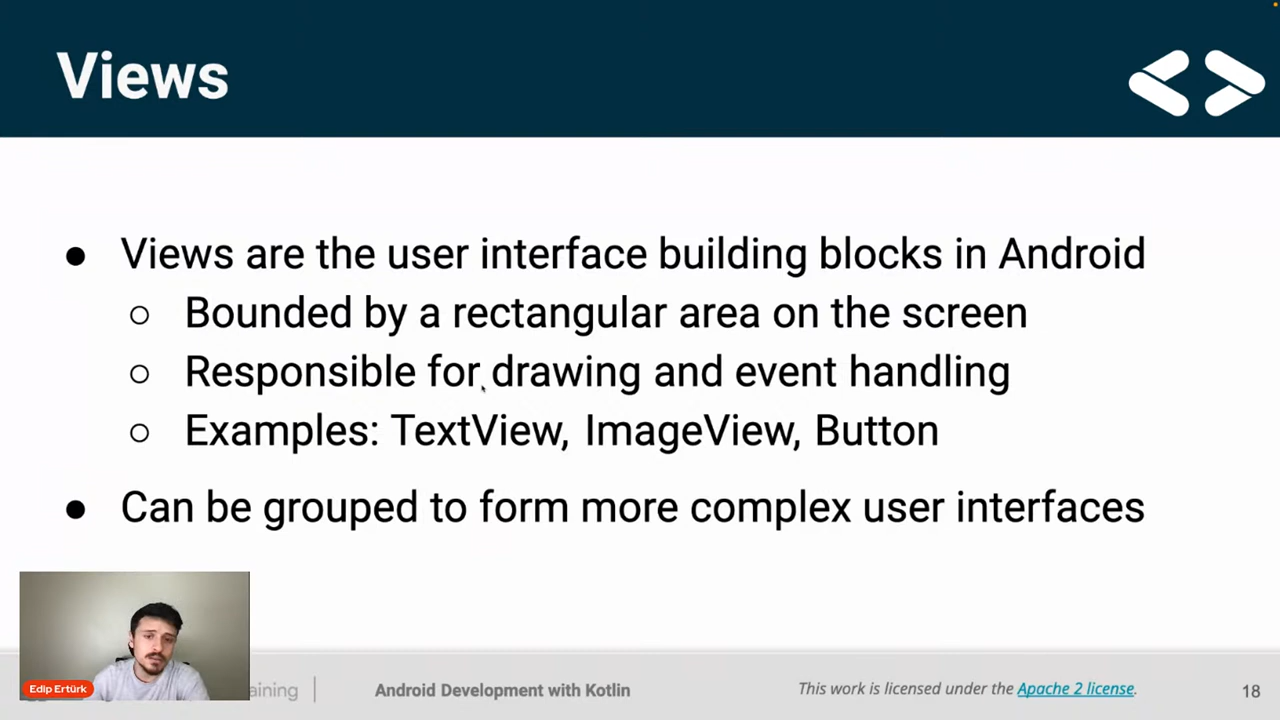 Views
● Views are the user interface building blocks in Android
○ Bounded by a rectangular area on the screen
○ Responsible for drawing and event handling
○ Examples: TextView, ImageView, Button
● Can be grouped to form more complex user interfaces
Edip Ertürk
Android Development with Kotlin
This work is licensed under the Apache 2 license.
18